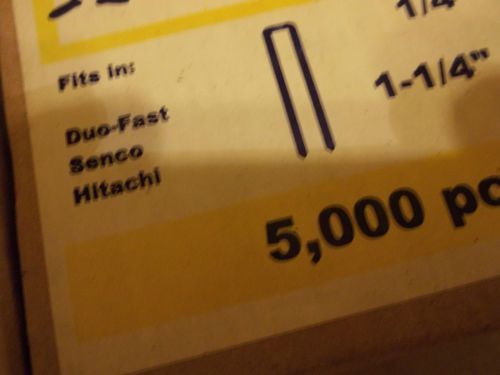 1/4"
Fits in:
1-1/4"
Duo-Fast
Senco
Hitachi
5,000